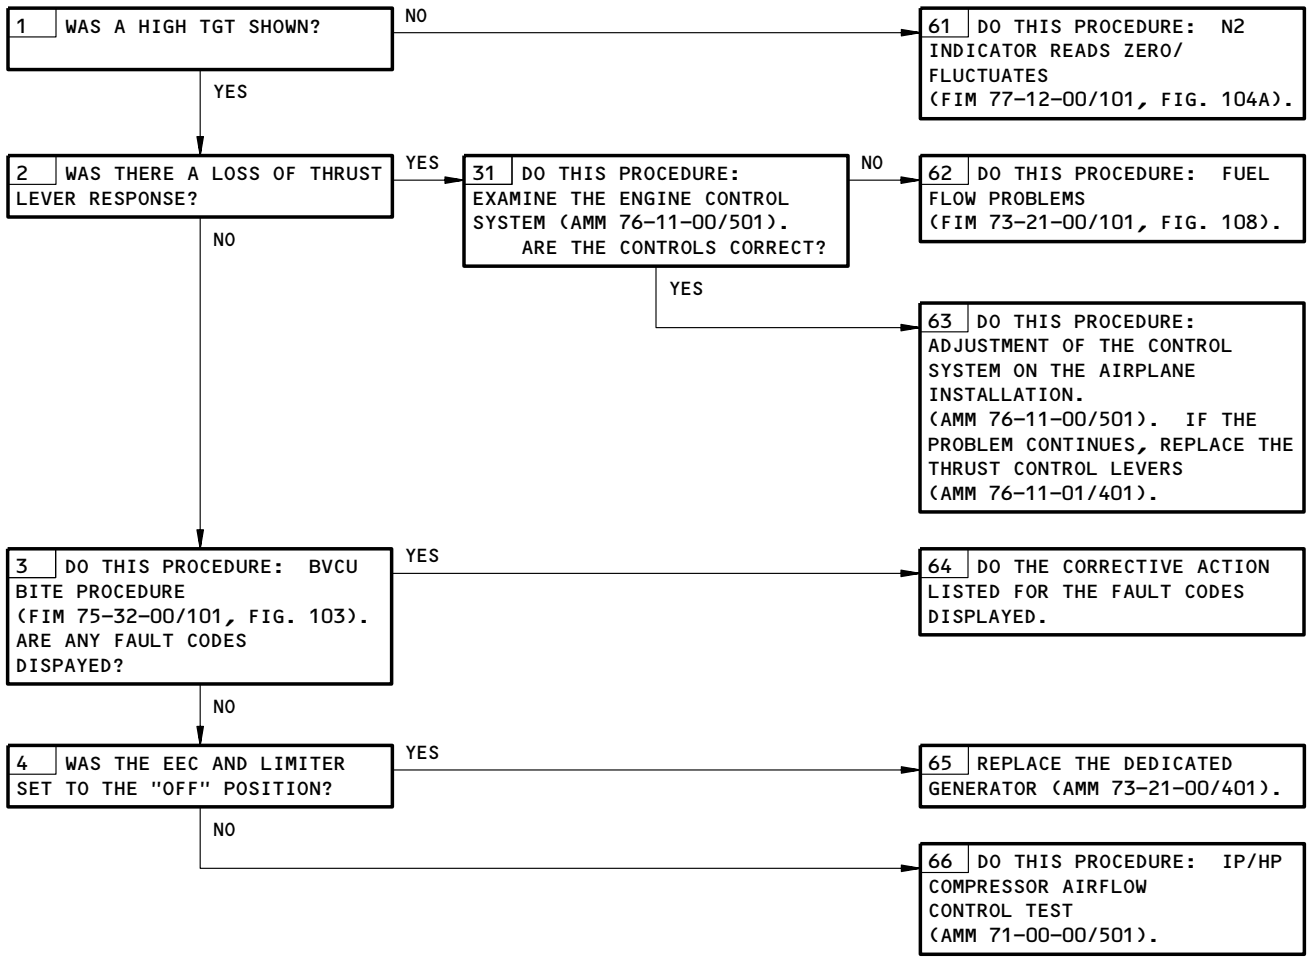 1 WAS A HIGH TGT SHOWN?
NO
61 DO THIS PROCEDURE: N2
INDICATOR READS ZERO/
FLUCTUATES
(FIM 77-12-00/101, FIG. 104A).
YES
2 WAS THERE A LOSS OF THRUST
LEVER RESPONSE?
YES
31 DO THIS PROCEDURE:
EXAMINE THE ENGINE CONTROL
SYSTEM (AMM 76-11-00/501).
ARE THE CONTROLS CORRECT?
NO
62 DO THIS PROCEDURE: FUEL
FLOW PROBLEMS
(FIM 73-21-00/101, FIG. 108).
NO
YES
63 DO THIS PROCEDURE:
ADJUSTMENT OF THE CONTROL
SYSTEM ON THE AIRPLANE
INSTALLATION.
(AMM 76-11-00/501). IF THE
PROBLEM CONTINUES, REPLACE THE
THRUST CONTROL LEVERS
(AMM 76-11-01/401).
3 DO THIS PROCEDURE: BVCU
BITE PROCEDURE
(FIM 75-32-00/101, FIG. 103).
ARE ANY FAULT CODES
DISPAYED?
YES
64 DO THE CORRECTIVE ACTION
LISTED FOR THE FAULT CODES
DISPLAYED.
NO
4 WAS THE EEC AND LIMITER
SET TO THE "OFF" POSITION?
YES
65 REPLACE THE DEDICATED
GENERATOR (AMM 73-21-00/401).
NO
66 DO THIS PROCEDURE: IP/HP
COMPRESSOR AIRFLOW
CONTROL TEST
(AMM 71-00-00/501).